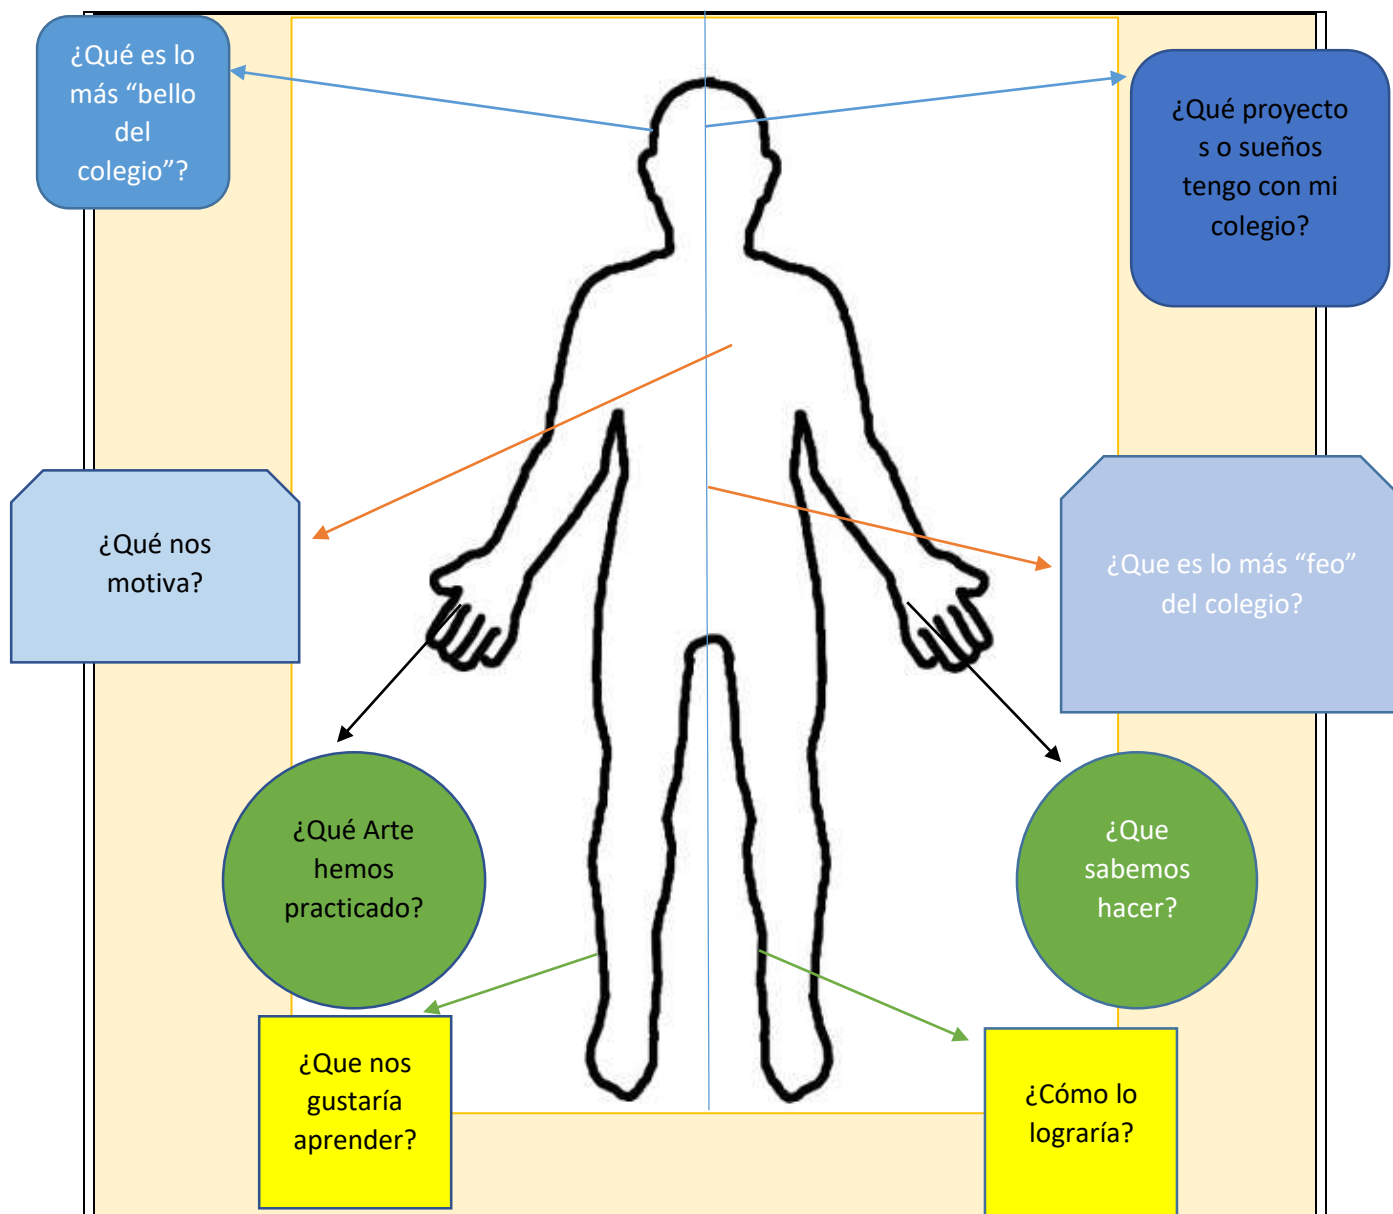 ¿Qué es lo
más “bello
del
colegio”?
¿Qué proyecto
s o sueños
tengo con mi
colegio?
¿Qué nos
motiva?
¿Que es lo más “feo”
del colegio?
¿Qué Arte
hemos
practicado?
¿Que
sabemos
hacer?
¿Que nos
gustaría
aprender?
¿Cómo lo
lograría?